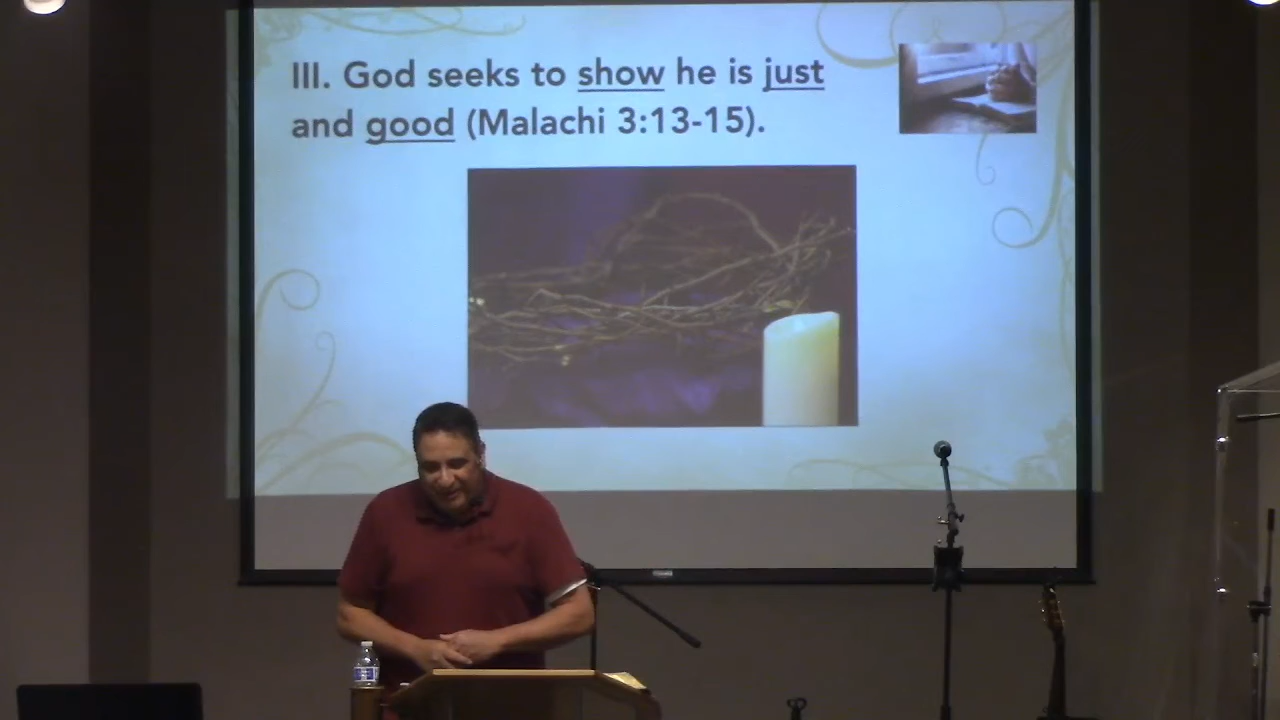 III. God seeks to show he is just
and good (Malachi 3:13-15).